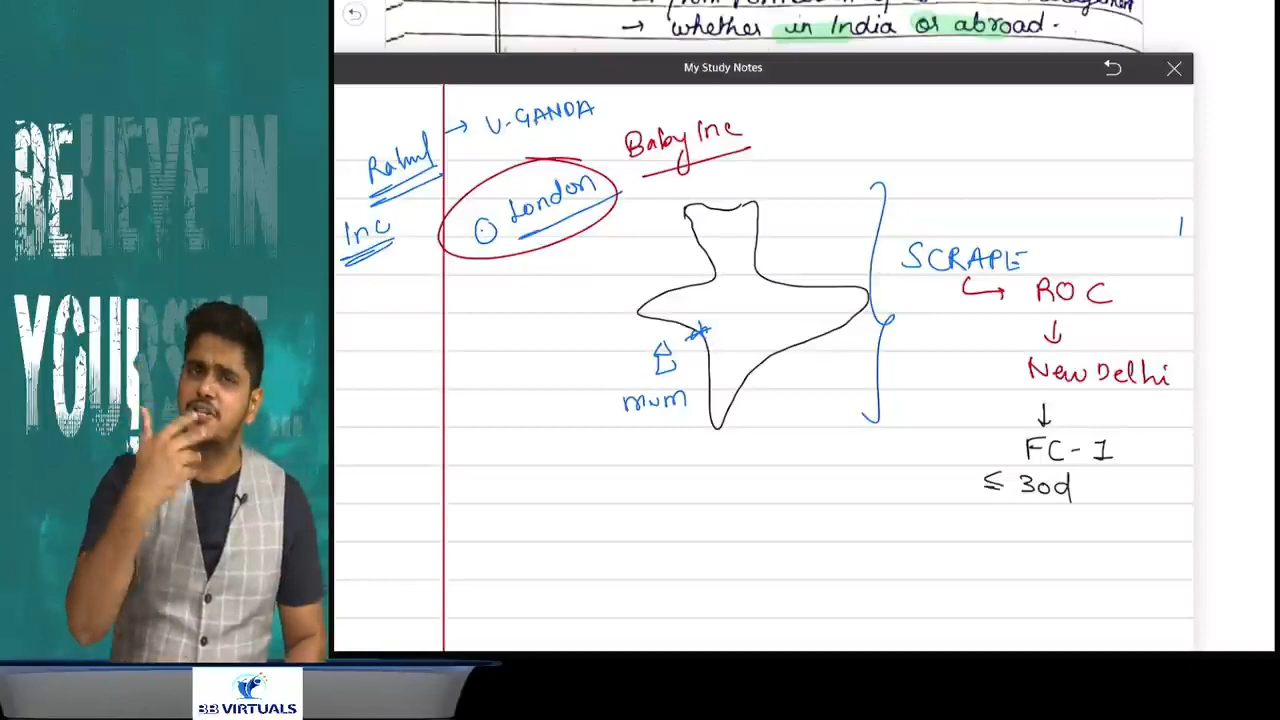 → whether in India or abroad.
My Study Notes
→ U-GANDA
Rahul
Inc
London
Baby Inc
SCRAPE
ROC
↓
New Delhi
↓
FC-1
≤ 30d
mum
BELIEVE IN
YOUR
BB VIRTUALS